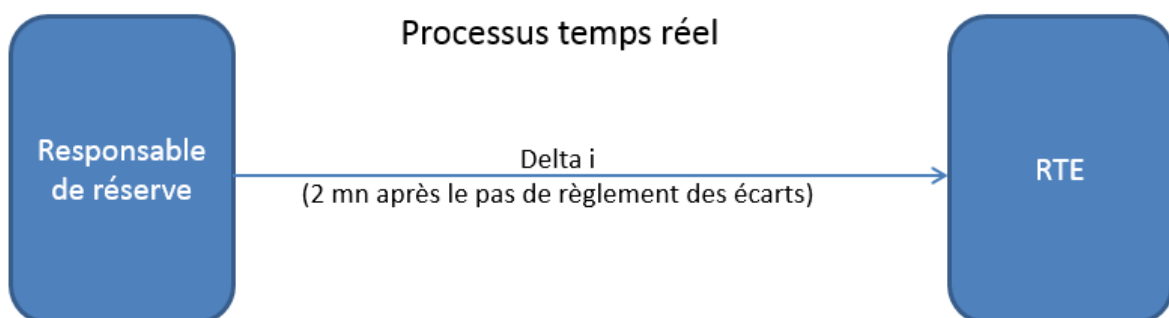 Processus temps réel
Responsable
de réserve
Delta i
(2 mn après le pas de règlement des écarts)
RTE